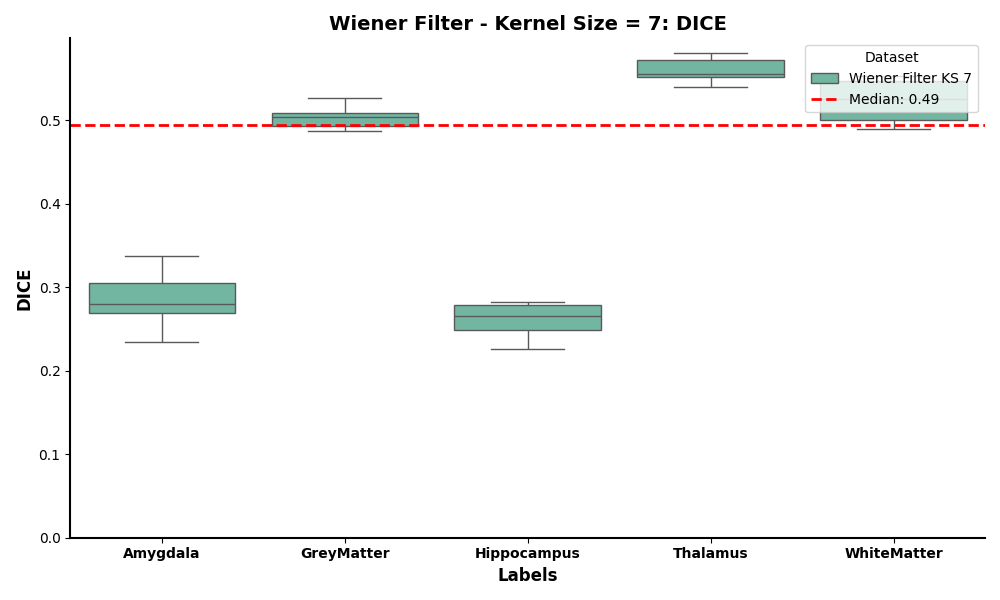 Wiener Filter - Kernel Size = 7: DICE
Dataset
Wiener Filter KS 7
Median: 0.49
DICE
0.5
0.4
0.3
0.2
0.1
0.0
Amygdala GreyMatter Hippocampus Thalamus WhiteMatter
Labels